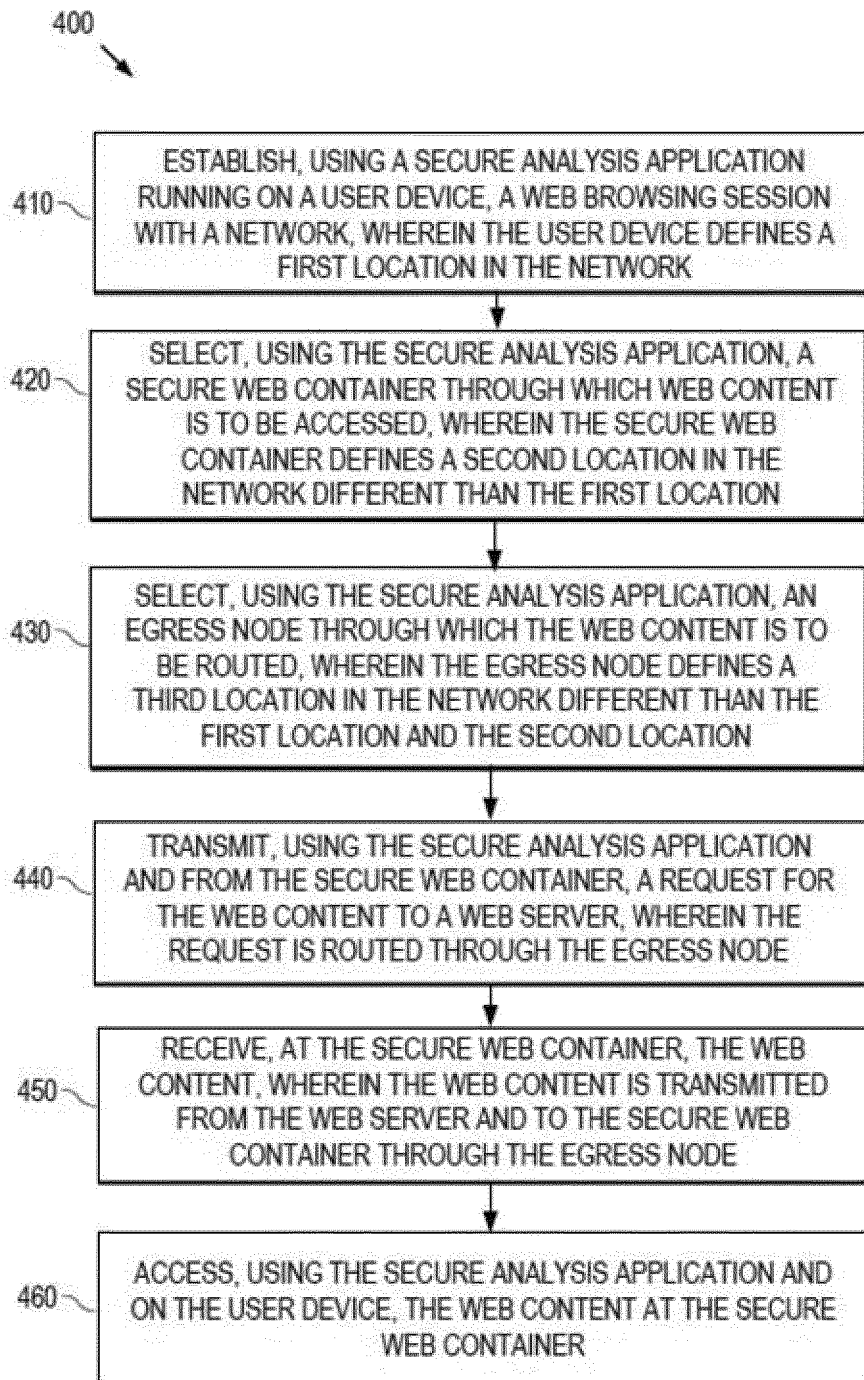 400
410
ESTABLISH, USING A SECURE ANALYSIS APPLICATION
RUNNING ON A USER DEVICE, A WEB BROWSING SESSION
WITH A NETWORK, WHEREIN THE USER DEVICE DEFINES A
FIRST LOCATION IN THE NETWORK
420
SELECT, USING THE SECURE ANALYSIS APPLICATION, A
SECURE WEB CONTAINER THROUGH WHICH WEB CONTENT
IS TO BE ACCESSED, WHEREIN THE SECURE WEB
CONTAINER DEFINES A SECOND LOCATION IN THE
NETWORK DIFFERENT THAN THE FIRST LOCATION
430
SELECT, USING THE SECURE ANALYSIS APPLICATION, AN
EGRESS NODE THROUGH WHICH THE WEB CONTENT IS TO
BE ROUTED, WHEREIN THE EGRESS NODE DEFINES A
THIRD LOCATION IN THE NETWORK DIFFERENT THAN THE
FIRST LOCATION AND THE SECOND LOCATION
440
TRANSMIT, USING THE SECURE ANALYSIS APPLICATION
AND FROM THE SECURE WEB CONTAINER, A REQUEST FOR
THE WEB CONTENT TO A WEB SERVER, WHEREIN THE
REQUEST IS ROUTED THROUGH THE EGRESS NODE
450
RECEIVE, AT THE SECURE WEB CONTAINER, THE WEB
CONTENT, WHEREIN THE WEB CONTENT IS TRANSMITTED
FROM THE WEB SERVER AND TO THE SECURE WEB
CONTAINER THROUGH THE EGRESS NODE
460
ACCESS, USING THE SECURE ANALYSIS APPLICATION AND
ON THE USER DEVICE, THE WEB CONTENT AT THE SECURE
WEB CONTAINER